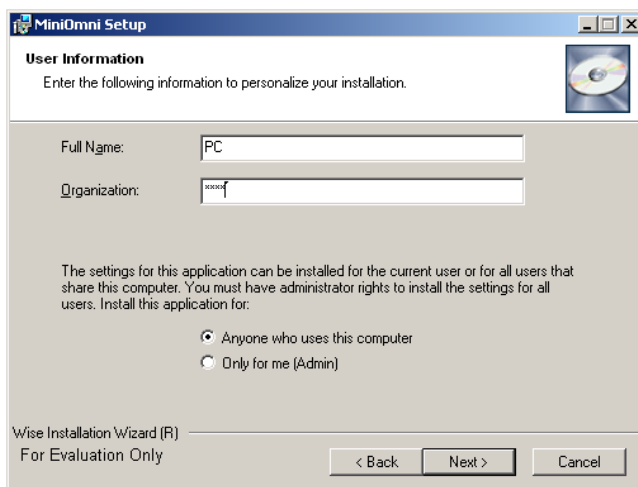 MiniOmni Setup
User Information
Enter the following information to personalize your installation.
Full Name:
PC
Organization:
****
The settings for this application can be installed for the current user or for all users that
share this computer. You must have administrator rights to install the settings for all
users. Install this application for:
Anyone who uses this computer
Only for me (Admin)
Wise Installation Wizard (R)
For Evaluation Only
< Back
Next >
Cancel